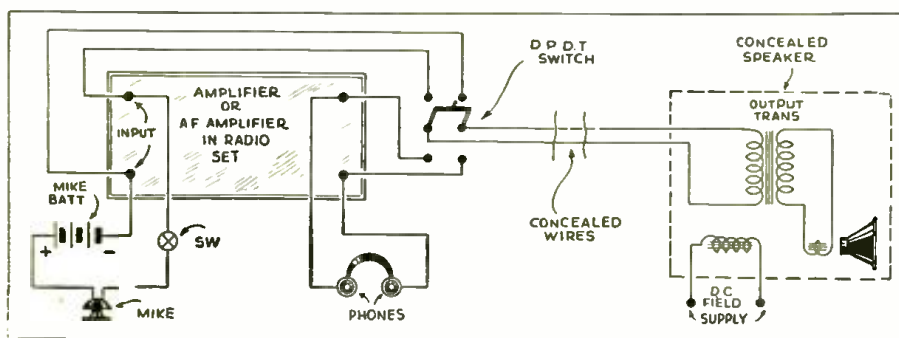 D.P.D.T
SWITCH
CONCEALED
SPEAKER
AMPLIFIER
OR
AF AMPLIFIER
IN RADIO
SET
INPUT
OUTPUT
TRANS
MIKE
BATT
+
-
SW
MIKE
PHONES
CONCEALED
WIRES
D.C
FIELD
SUPPLY